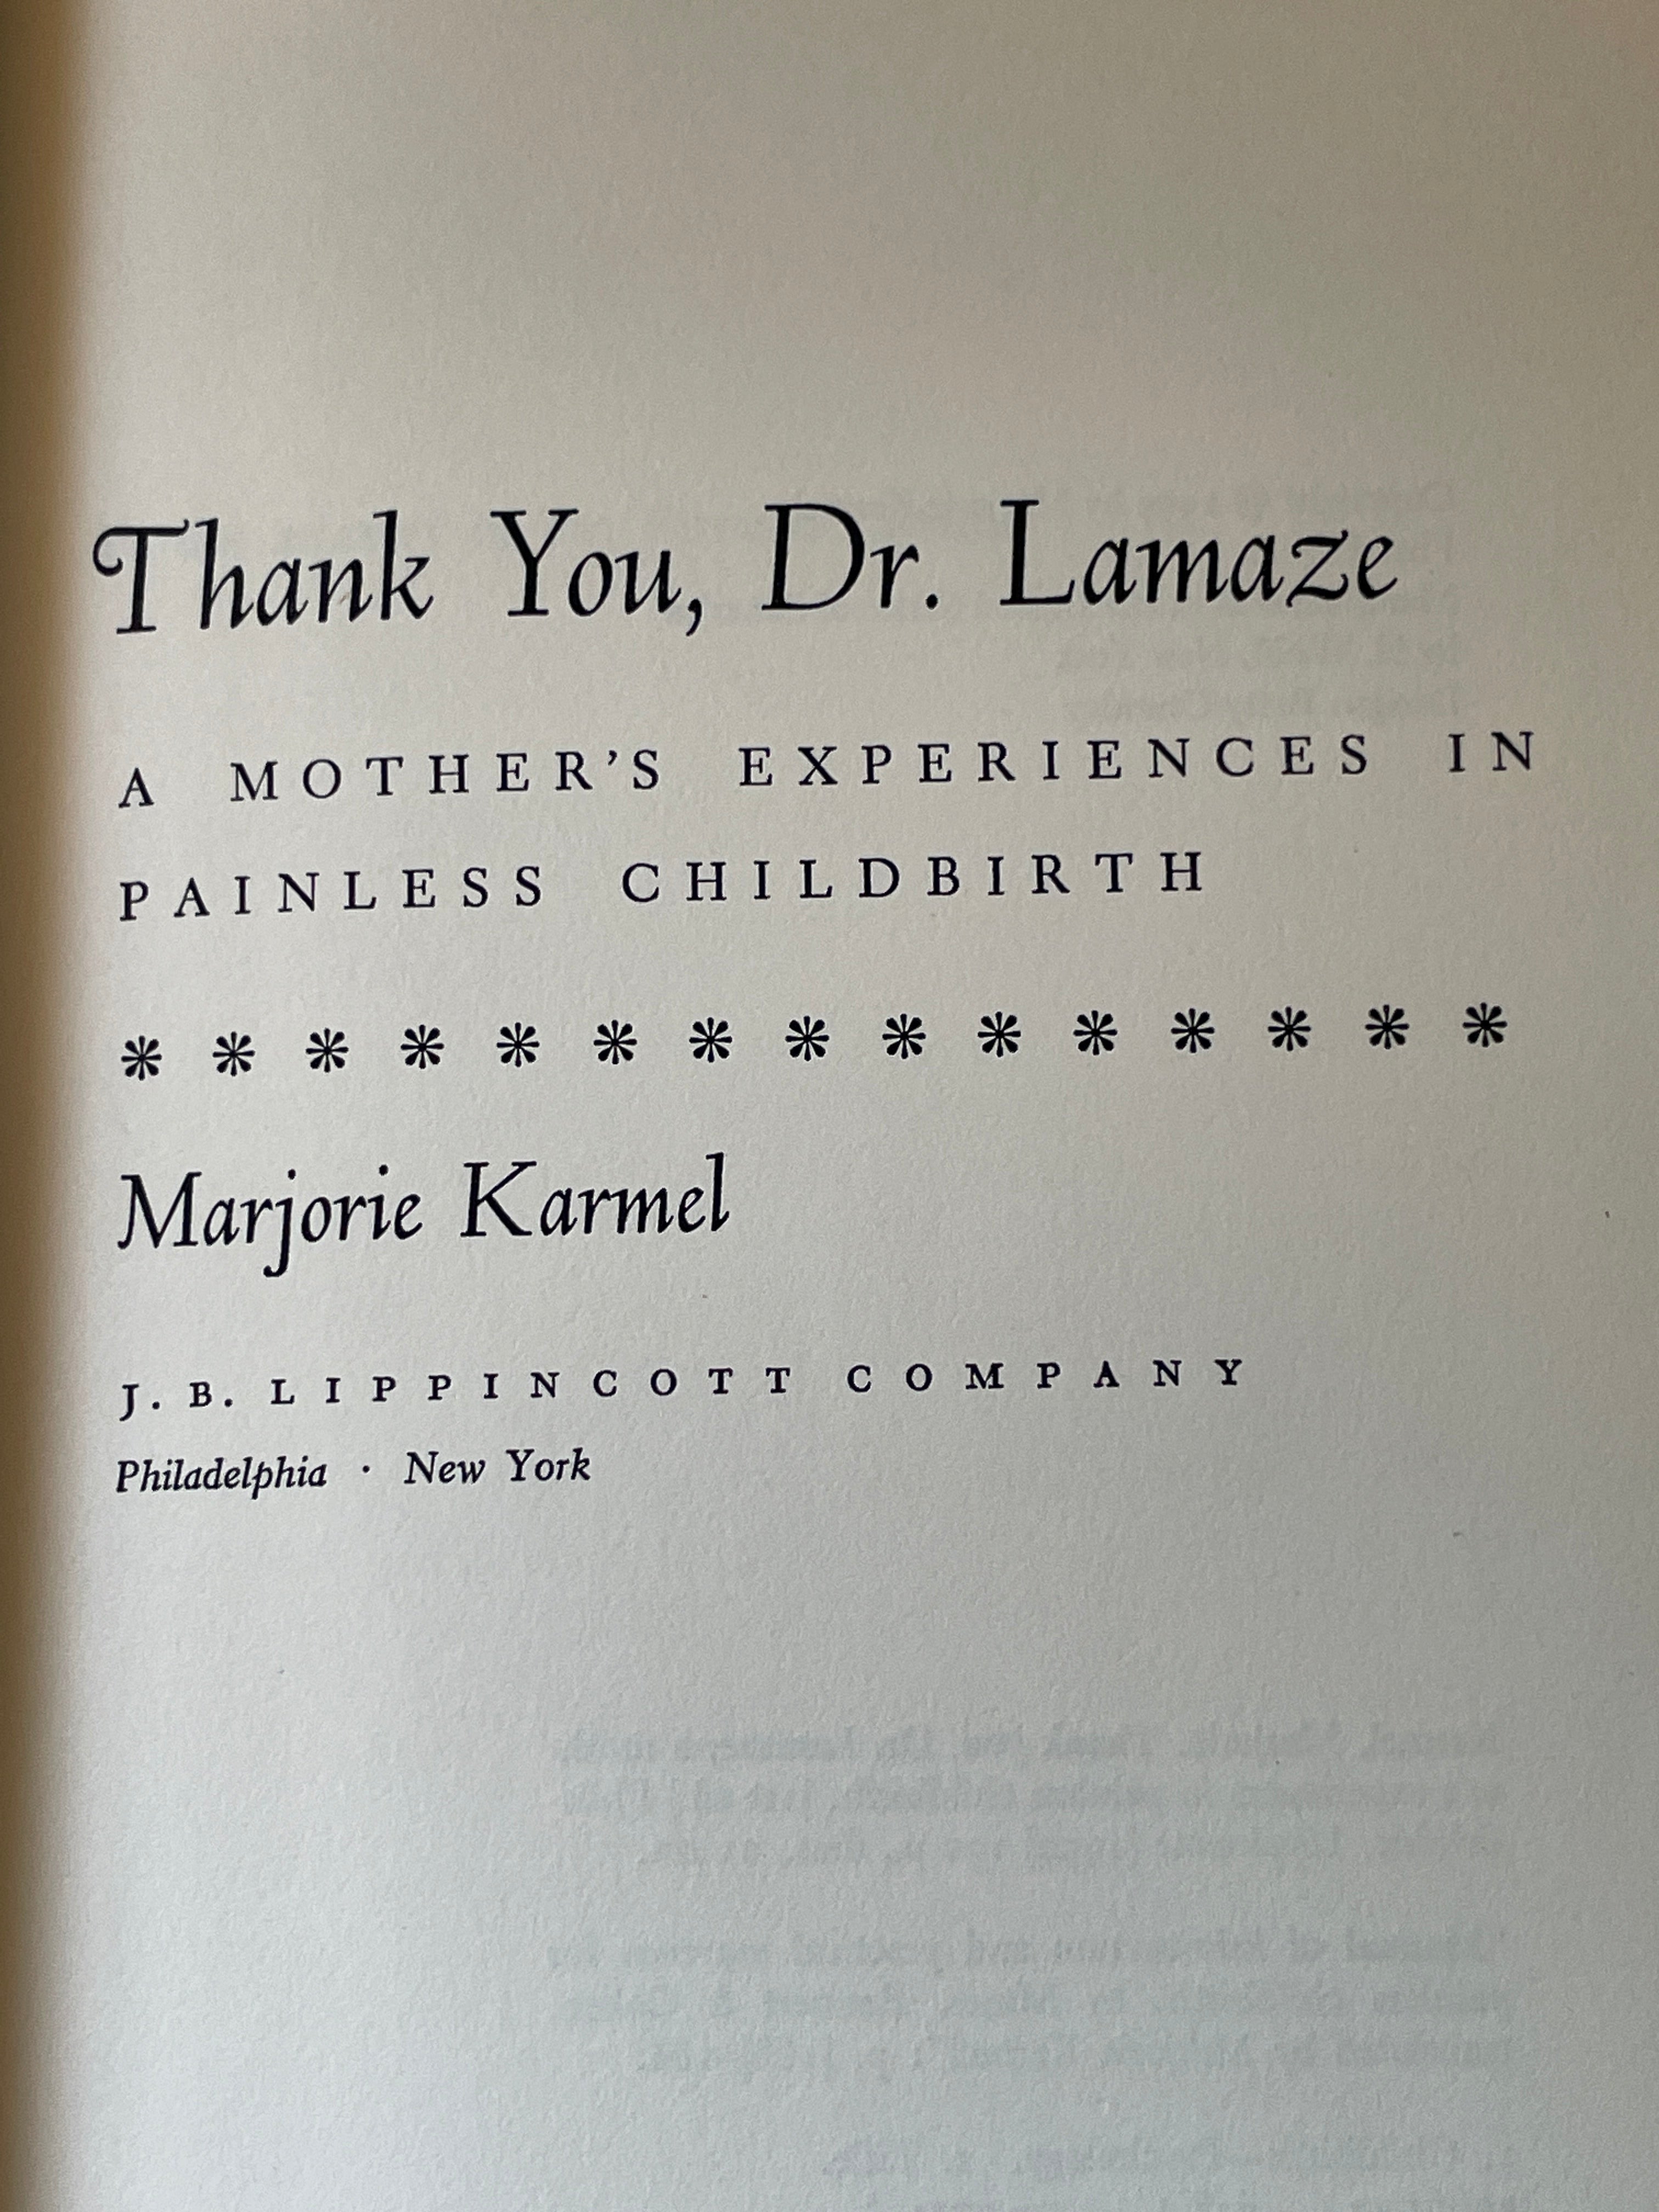 Thank You, Dr. Lamaze
A MOTHER'S EXPERIENCES IN
PAINLESS CHILDBIRTH
* * * * * * * * * * * * * * *
Marjorie Karmel
J. B. LIPPINCOTT COMPANY
Philadelphia · New York